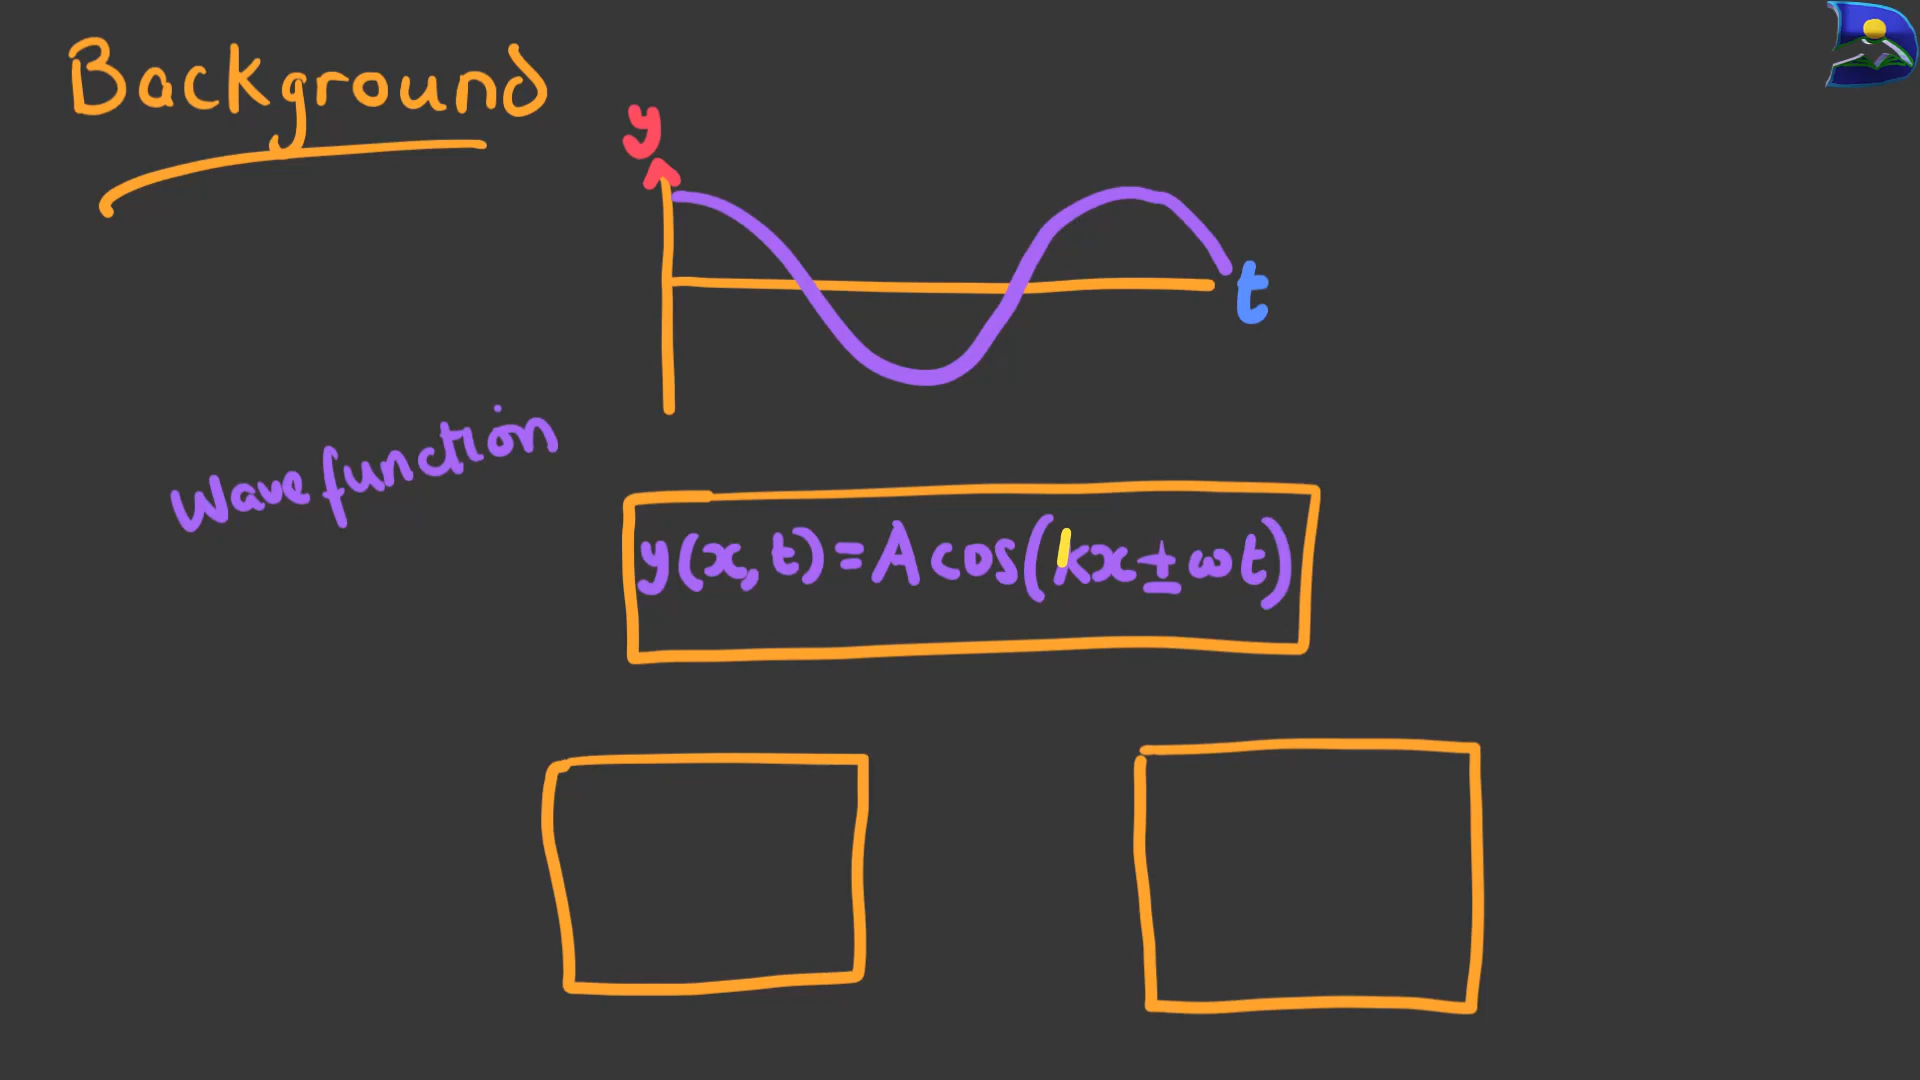 Background
y
t
Wave function
y(x,t)=A cos(kx±ωt)